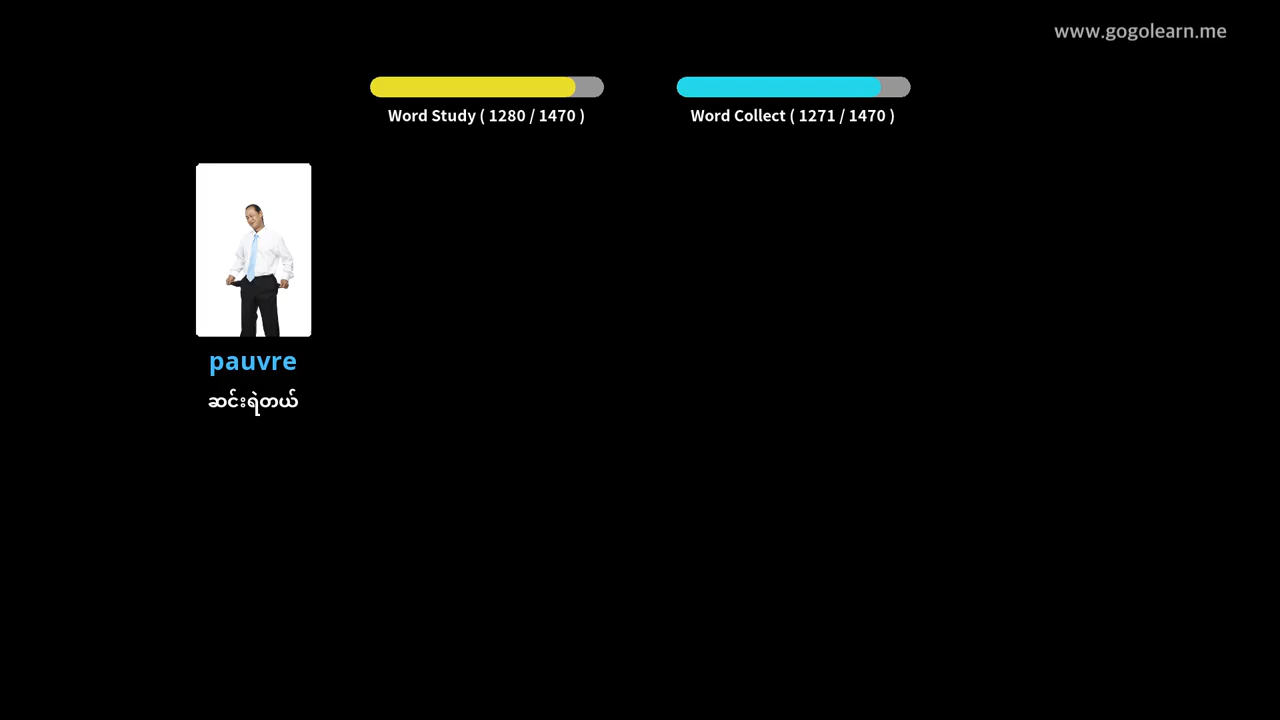 www.gogolearn.me
Word Study ( 1280 / 1470 )
Word Collect ( 1271 / 1470 )
pauvre
ဆင်းရဲတယ်